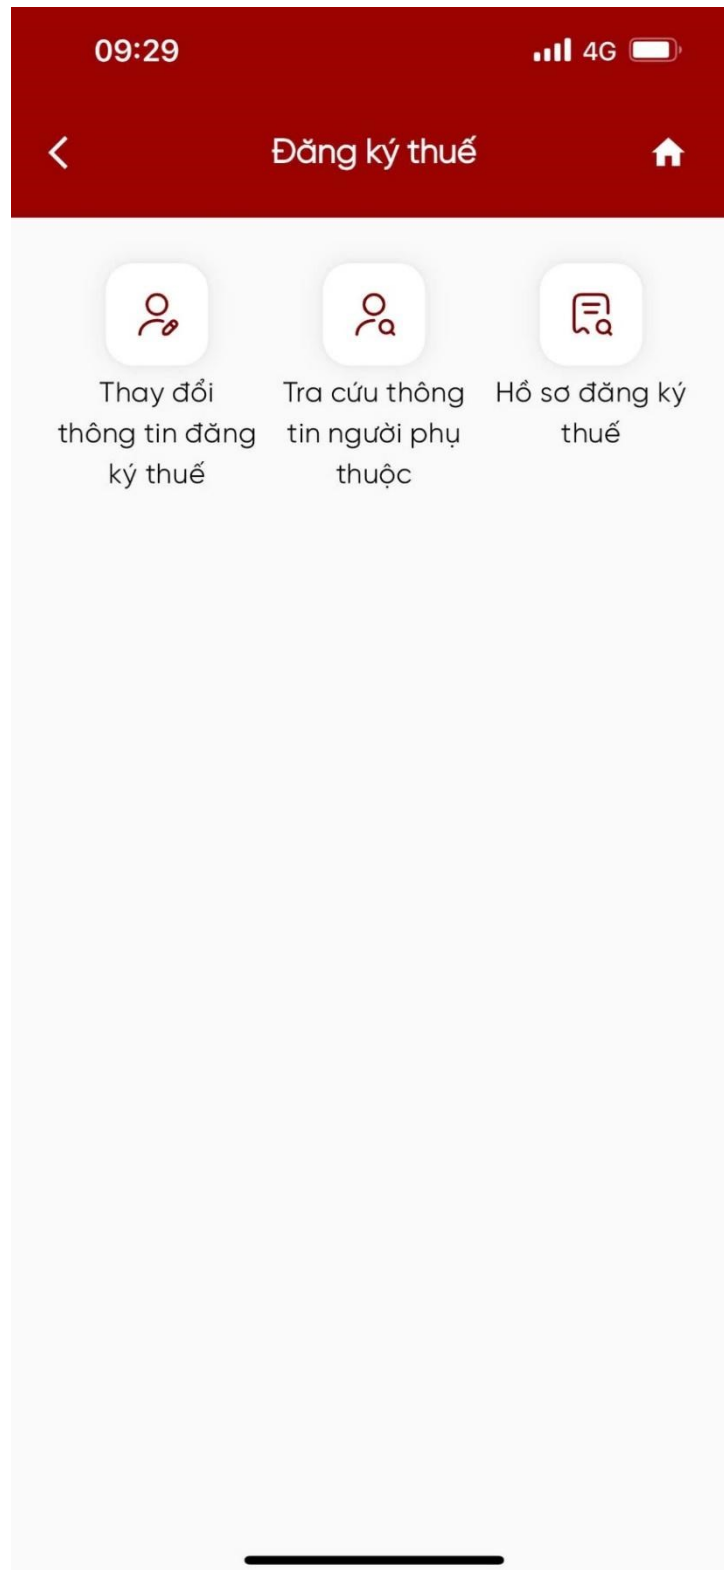 09:29 4G
Đăng ký thuế
Thay đổi
thông tin đăng
ký thuế
Tra cứu thông
tin người phụ
thuộc
Hồ sơ đăng ký
thuế